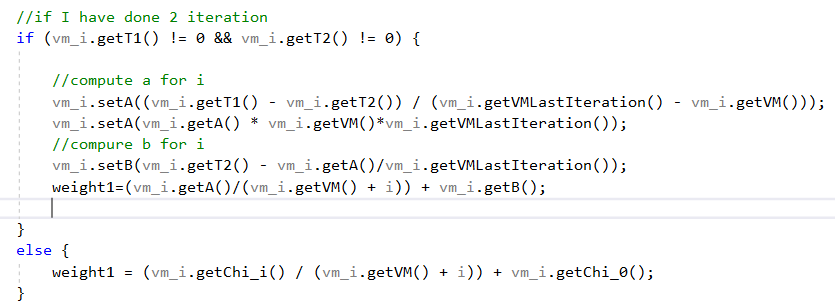 //if I have done 2 iteration
if (vm_i.getT1() != 0 && vm_i.getT2() != 0) {
//compute a for i
vm_i.setA((vm_i.getT1() - vm_i.getT2()) / (vm_i.getVMLastIteration() - vm_i.getVM()));
vm_i.setA(vm_i.getA() * vm_i.getVM()*vm_i.getVMLastIteration());
//compure b for i
vm_i.setB(vm_i.getT2() - vm_i.getA()/vm_i.getVMLastIteration());
weight1=(vm_i.getA()/(vm_i.getVM() + i)) + vm_i.getB();
}
else {
weight1 = (vm_i.getChi_i() / (vm_i.getVM() + i)) + vm_i.getChi_0();
}